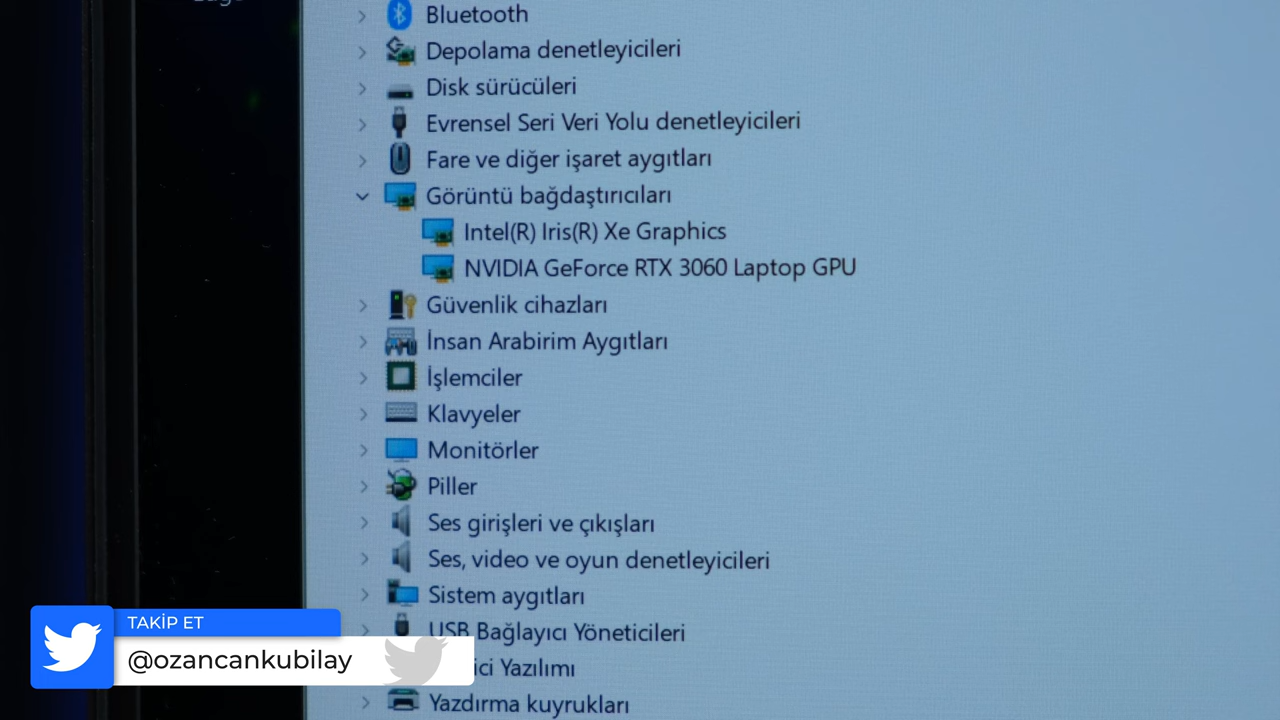 Bluetooth
Depolama denetleyicileri
Disk sürücüleri
Evrensel Seri Veri Yolu denetleyicileri
Fare ve diğer işaret aygıtları
Görüntü bağdaştırıcıları
Intel(R) Iris(R) Xe Graphics
NVIDIA GeForce RTX 3060 Laptop GPU
Güvenlik cihazları
İnsan Arabirim Aygıtları
İşlemciler
Klavyeler
Monitörler
Piller
Ses girişleri ve çıkışları
Ses, video ve oyun denetleyicileri
Sistem aygıtları
USB Bağlayıcı Yöneticileri
Yazılımı
Yazdırma kuyrukları
TAKİP ET
@ozancankubilay